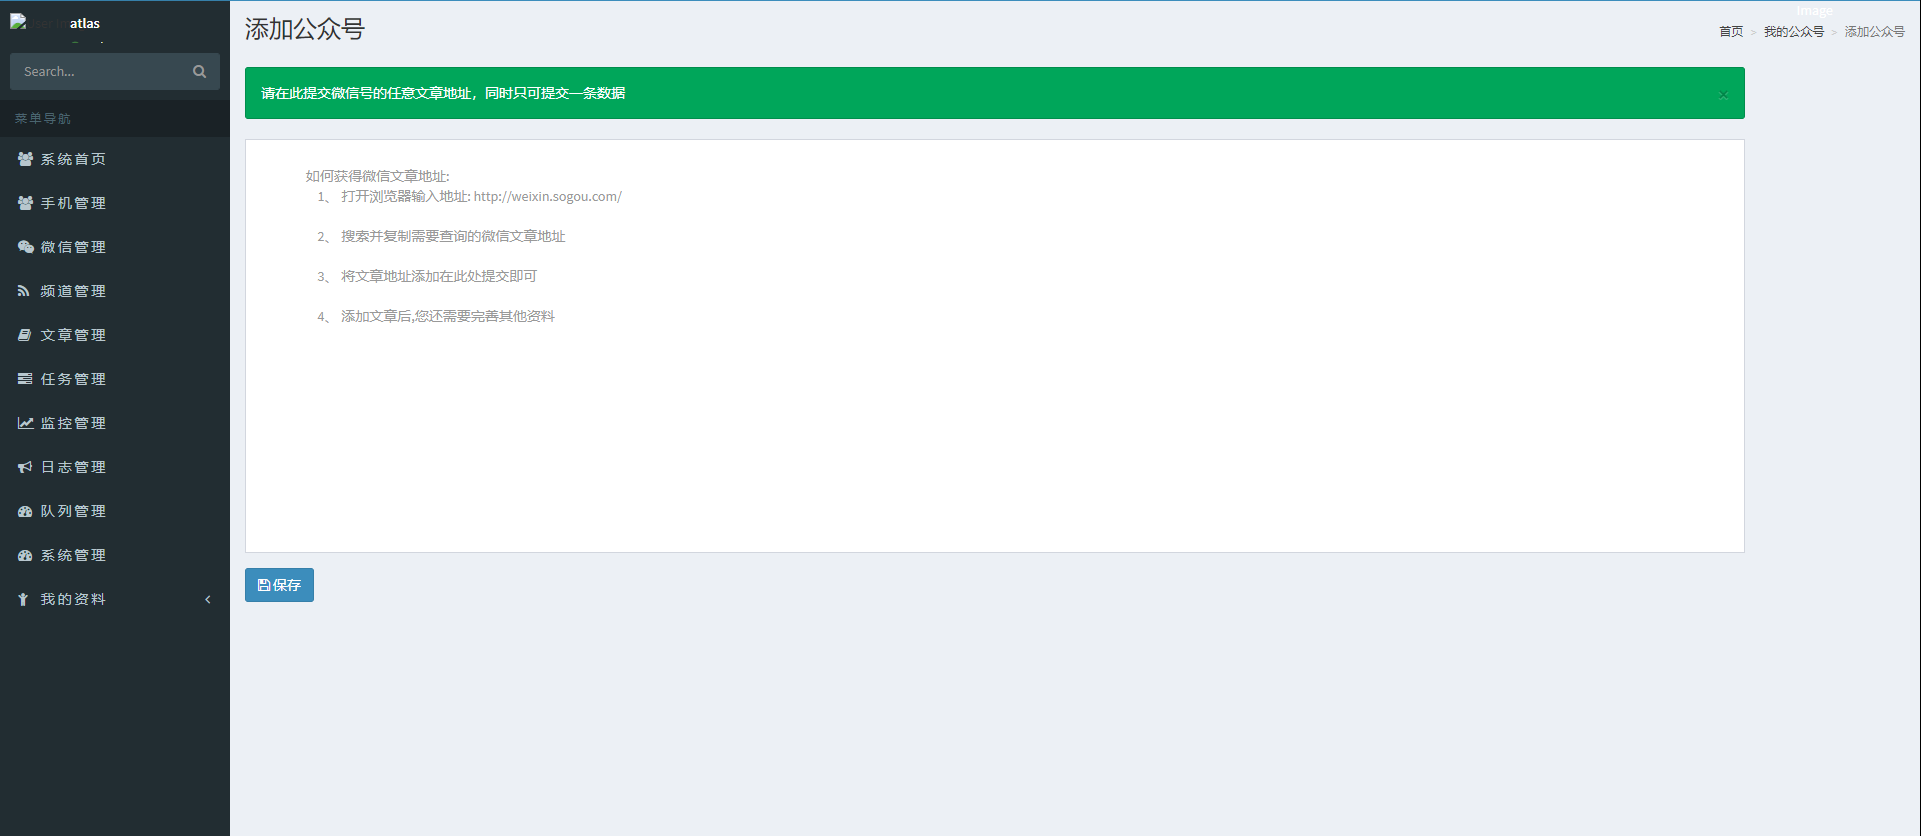 atlas
Search...
菜单导航
系统首页
手机管理
微信管理
频道管理
文章管理
任务管理
监控管理
日志管理
队列管理
系统管理
我的资料
Image
添加公众号
首页 > 我的公众号 > 添加公众号
请在此提交微信号的任意文章地址，同时只可提交一条数据 ×
如何获得微信文章地址:
1、 打开浏览器输入地址: http://weixin.sogou.com/
2、 搜索并复制需要查询的微信文章地址
3、 将文章地址添加在此处提交即可
4、 添加文章后,您还需要完善其他资料
保存